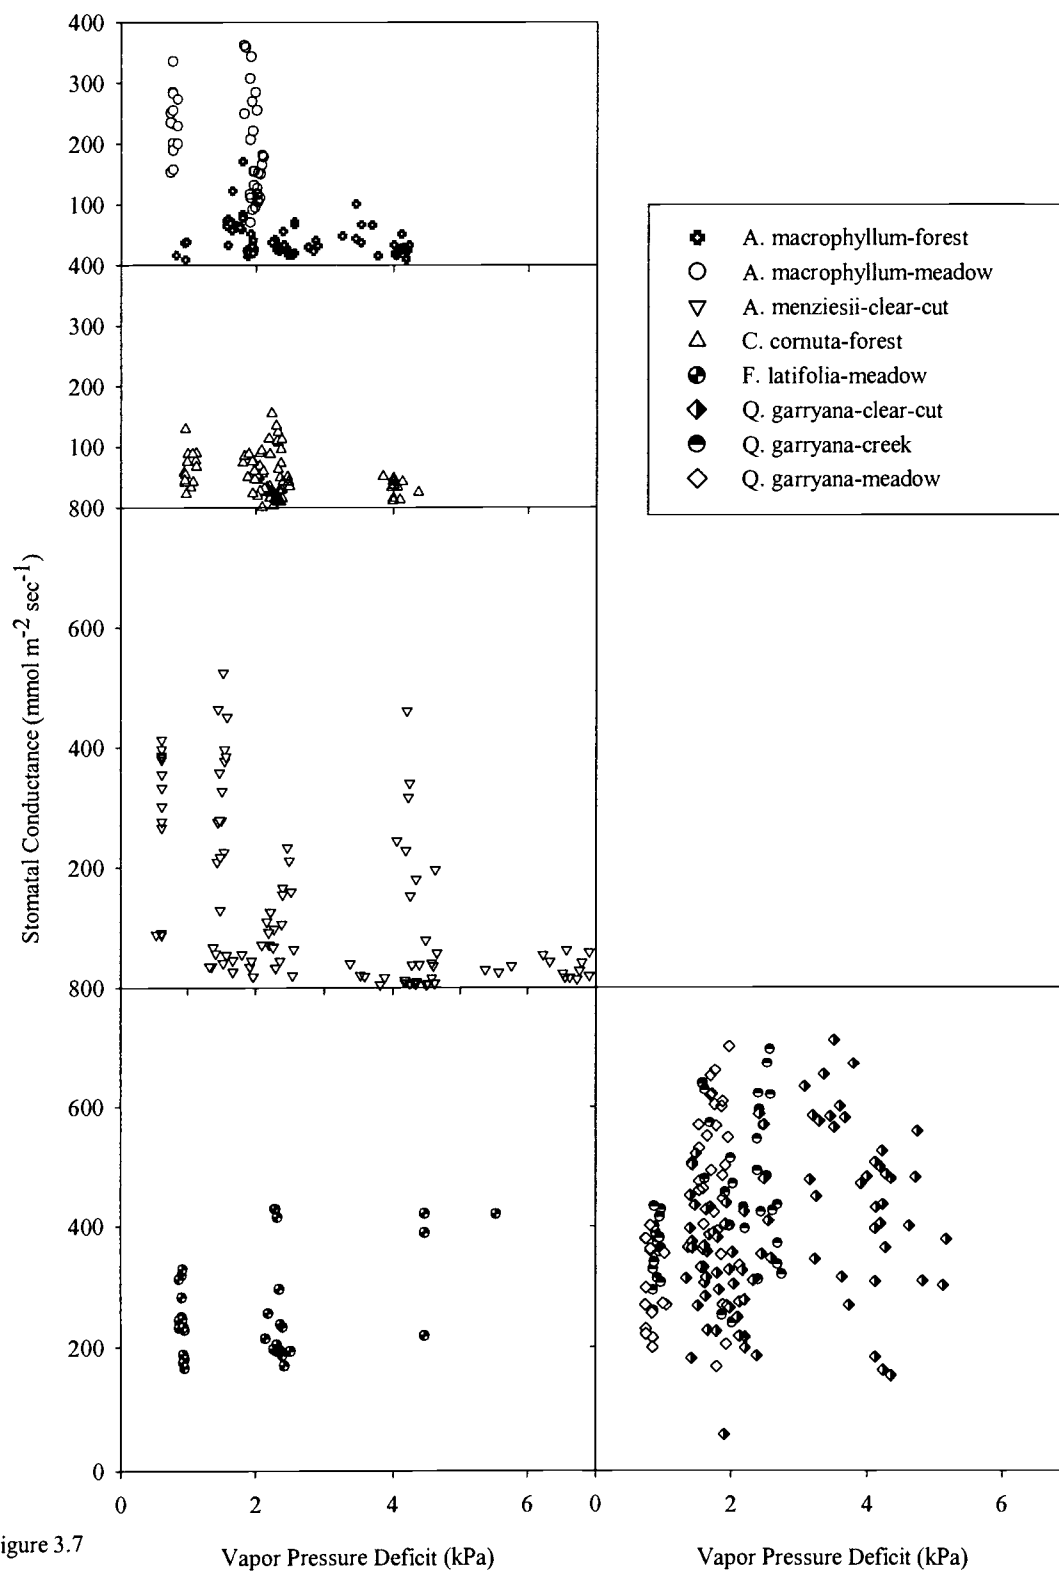 400
300
200
100
400
300
200
100
800
600
400
200
800
600
400
200
0
0
2
4
6
0
2
4
6
Stomatal Conductance (mmol m-2 sec-1)
A. macrophyllum-forest
A. macrophyllum-meadow
A. menziesii-clear-cut
C. cornuta-forest
F. latifolia-meadow
Q. garryana-clear-cut
Q. garryana-creek
Q. garryana-meadow
igure 3.7
Vapor Pressure Deficit (kPa)
Vapor Pressure Deficit (kPa)